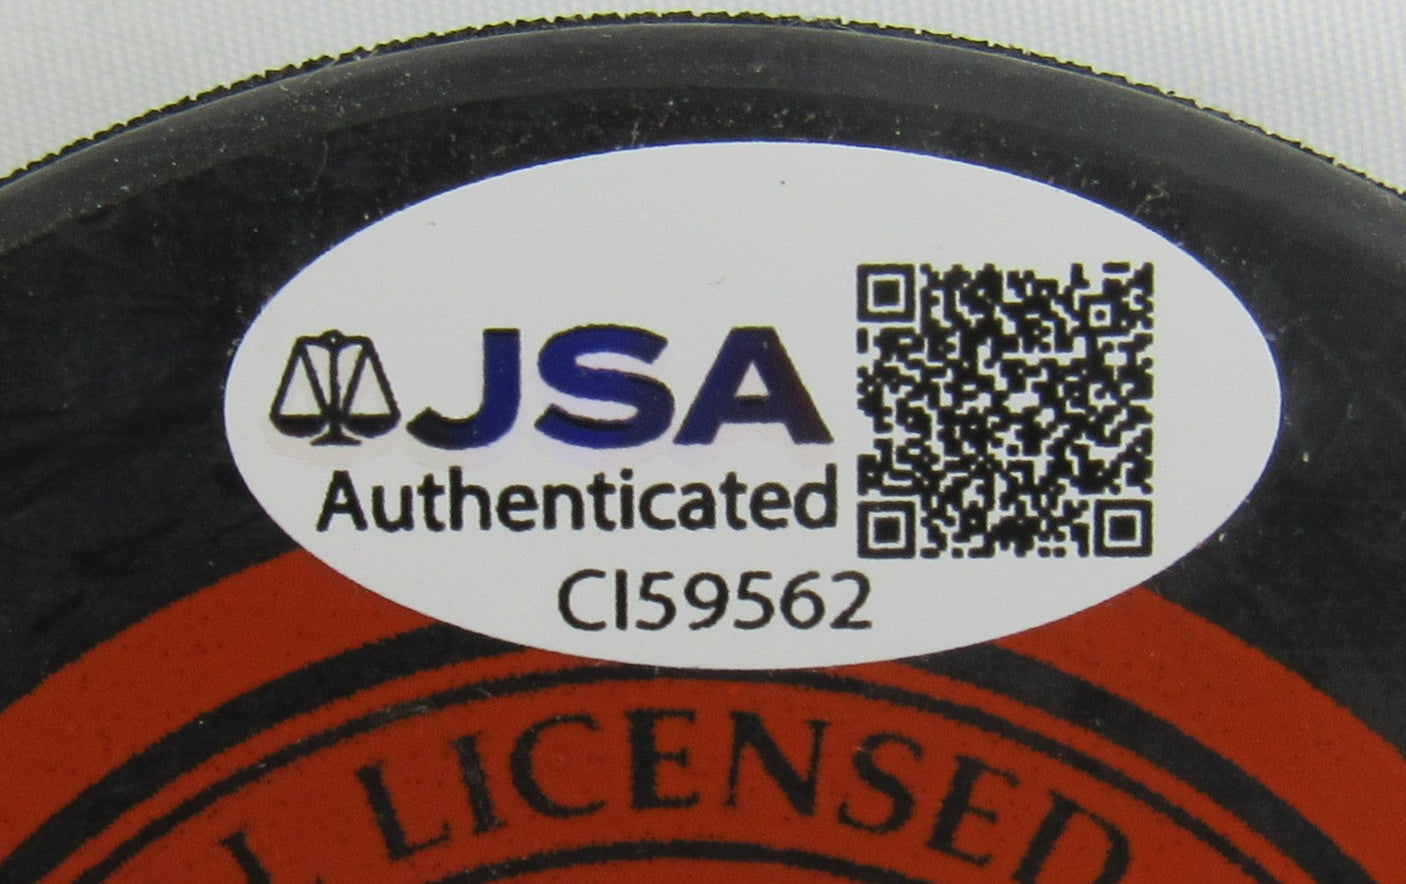 JSA
Authenticated
CI59562
L LICENSED